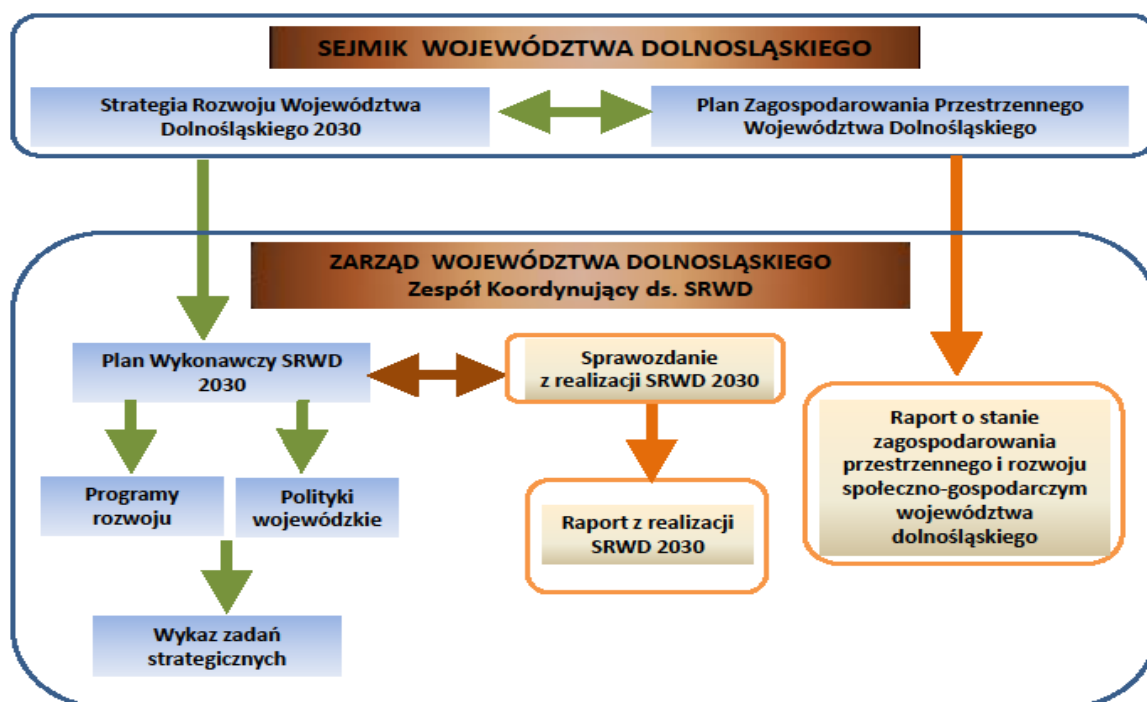 SEJMIK WOJEWÓDZTWA DOLNOSLĄSKIEGO
Strategia Rozwoju Województwa
Dolnośląskiego 2030
Plan Zagospodarowania Przestrzennego
Województwa Dolnośląskiego
ZARZĄD WOJEWÓDZTWA DOLNOSLĄSKIEGO
Zespół Koordynujący ds. SRWD
Plan Wykonawczy SRWD
2030
Sprawozdanie
z realizacji SRWD 2030
Raport o stanie
zagospodarowania
przestrzennego i rozwoju
społeczno-gospodarczym
województwa
dolnośląskiego
Programy
rozwoju
Polityki
wojewódzkie
Raport z realizacji
SRWD 2030
Wykaz zadań
strategicznych